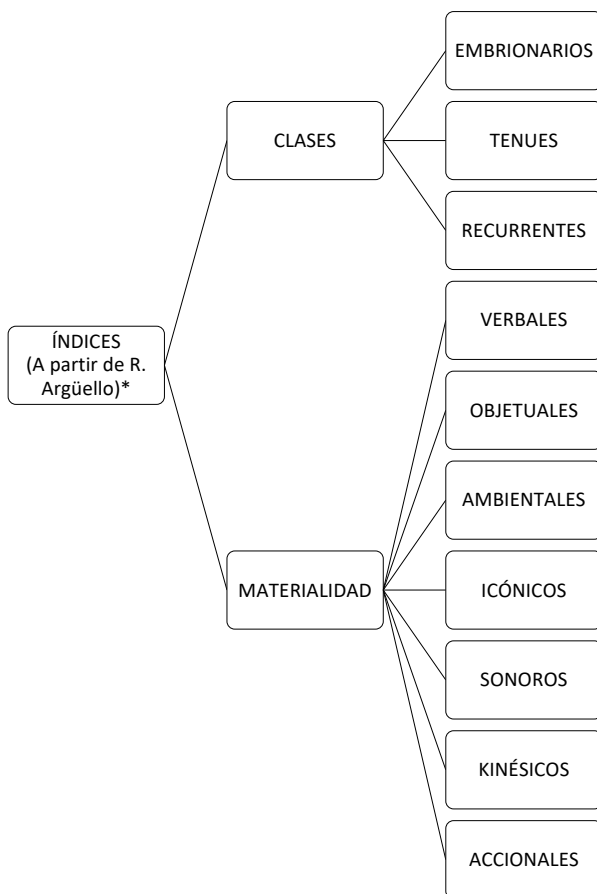 EMBRIONARIOS
CLASES
TENUES
RECURRENTES
VERBALES
ÍNDICES
(A partir de R.
Argüello)*
OBJETUALES
AMBIENTALES
MATERIALIDAD
ICÓNICOS
SONOROS
KINÉSICOS
ACCIONALES